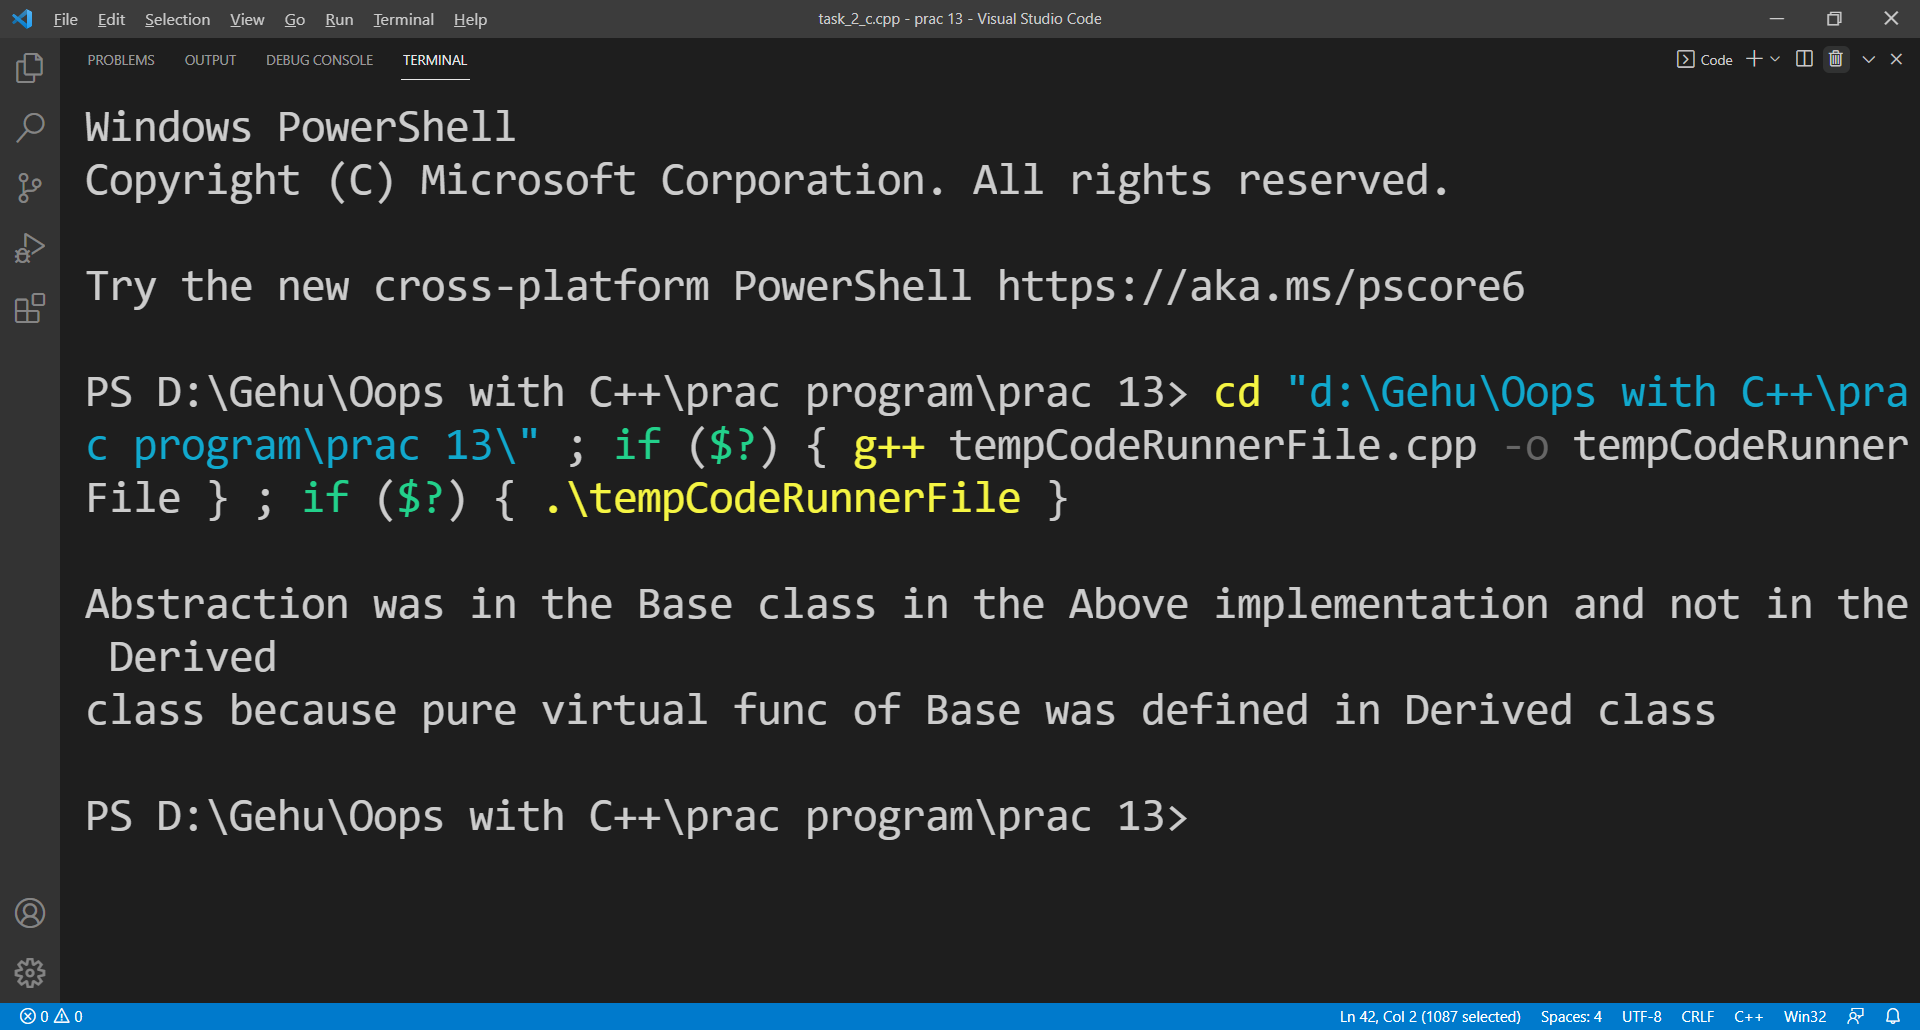 File Edit Selection View Go Run Terminal Help task_2_c.cpp - prac 13 - Visual Studio Code
PROBLEMS OUTPUT DEBUG CONSOLE TERMINAL Code
Windows PowerShell
Copyright (C) Microsoft Corporation. All rights reserved.
Try the new cross-platform PowerShell https://aka.ms/pscore6
PS D:\Gehu\Oops with C++\prac program\prac 13> cd "d:\Gehu\Oops with C++\pra
c program\prac 13\" ; if ($?) { g++ tempCodeRunnerFile.cpp -o tempCodeRunner
File } ; if ($?) { .\tempCodeRunnerFile }
Abstraction was in the Base class in the Above implementation and not in the
Derived
class because pure virtual func of Base was defined in Derived class
PS D:\Gehu\Oops with C++\prac program\prac 13>
0 0 Ln 42, Col 2 (1087 selected) Spaces: 4 UTF-8 CRLF C++ Win32